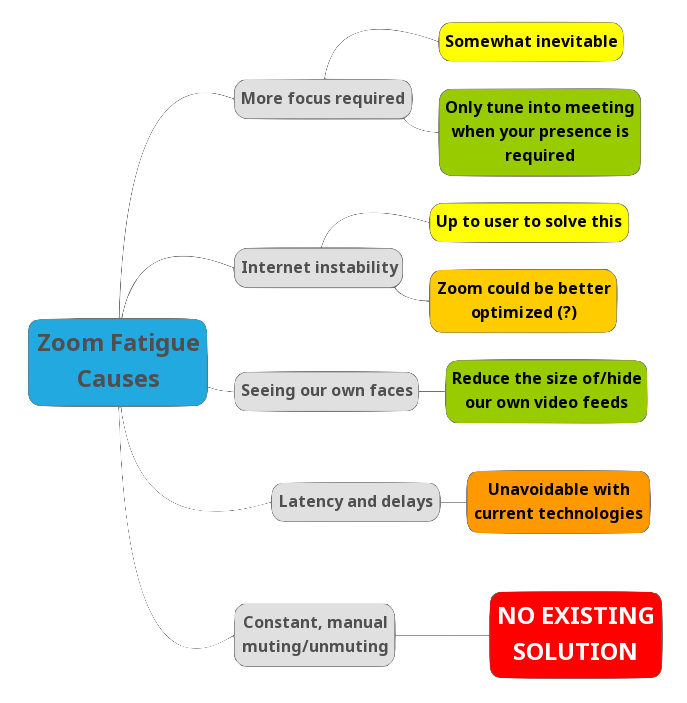 Zoom Fatigue
Causes
More focus required
Somewhat inevitable
Only tune into meeting
when your presence is
required
Internet instability
Up to user to solve this
Zoom could be better
optimized (?)
Seeing our own faces
Reduce the size of/hide
our own video feeds
Latency and delays
Unavoidable with
current technologies
Constant, manual
muting/unmuting
NO EXISTING
SOLUTION